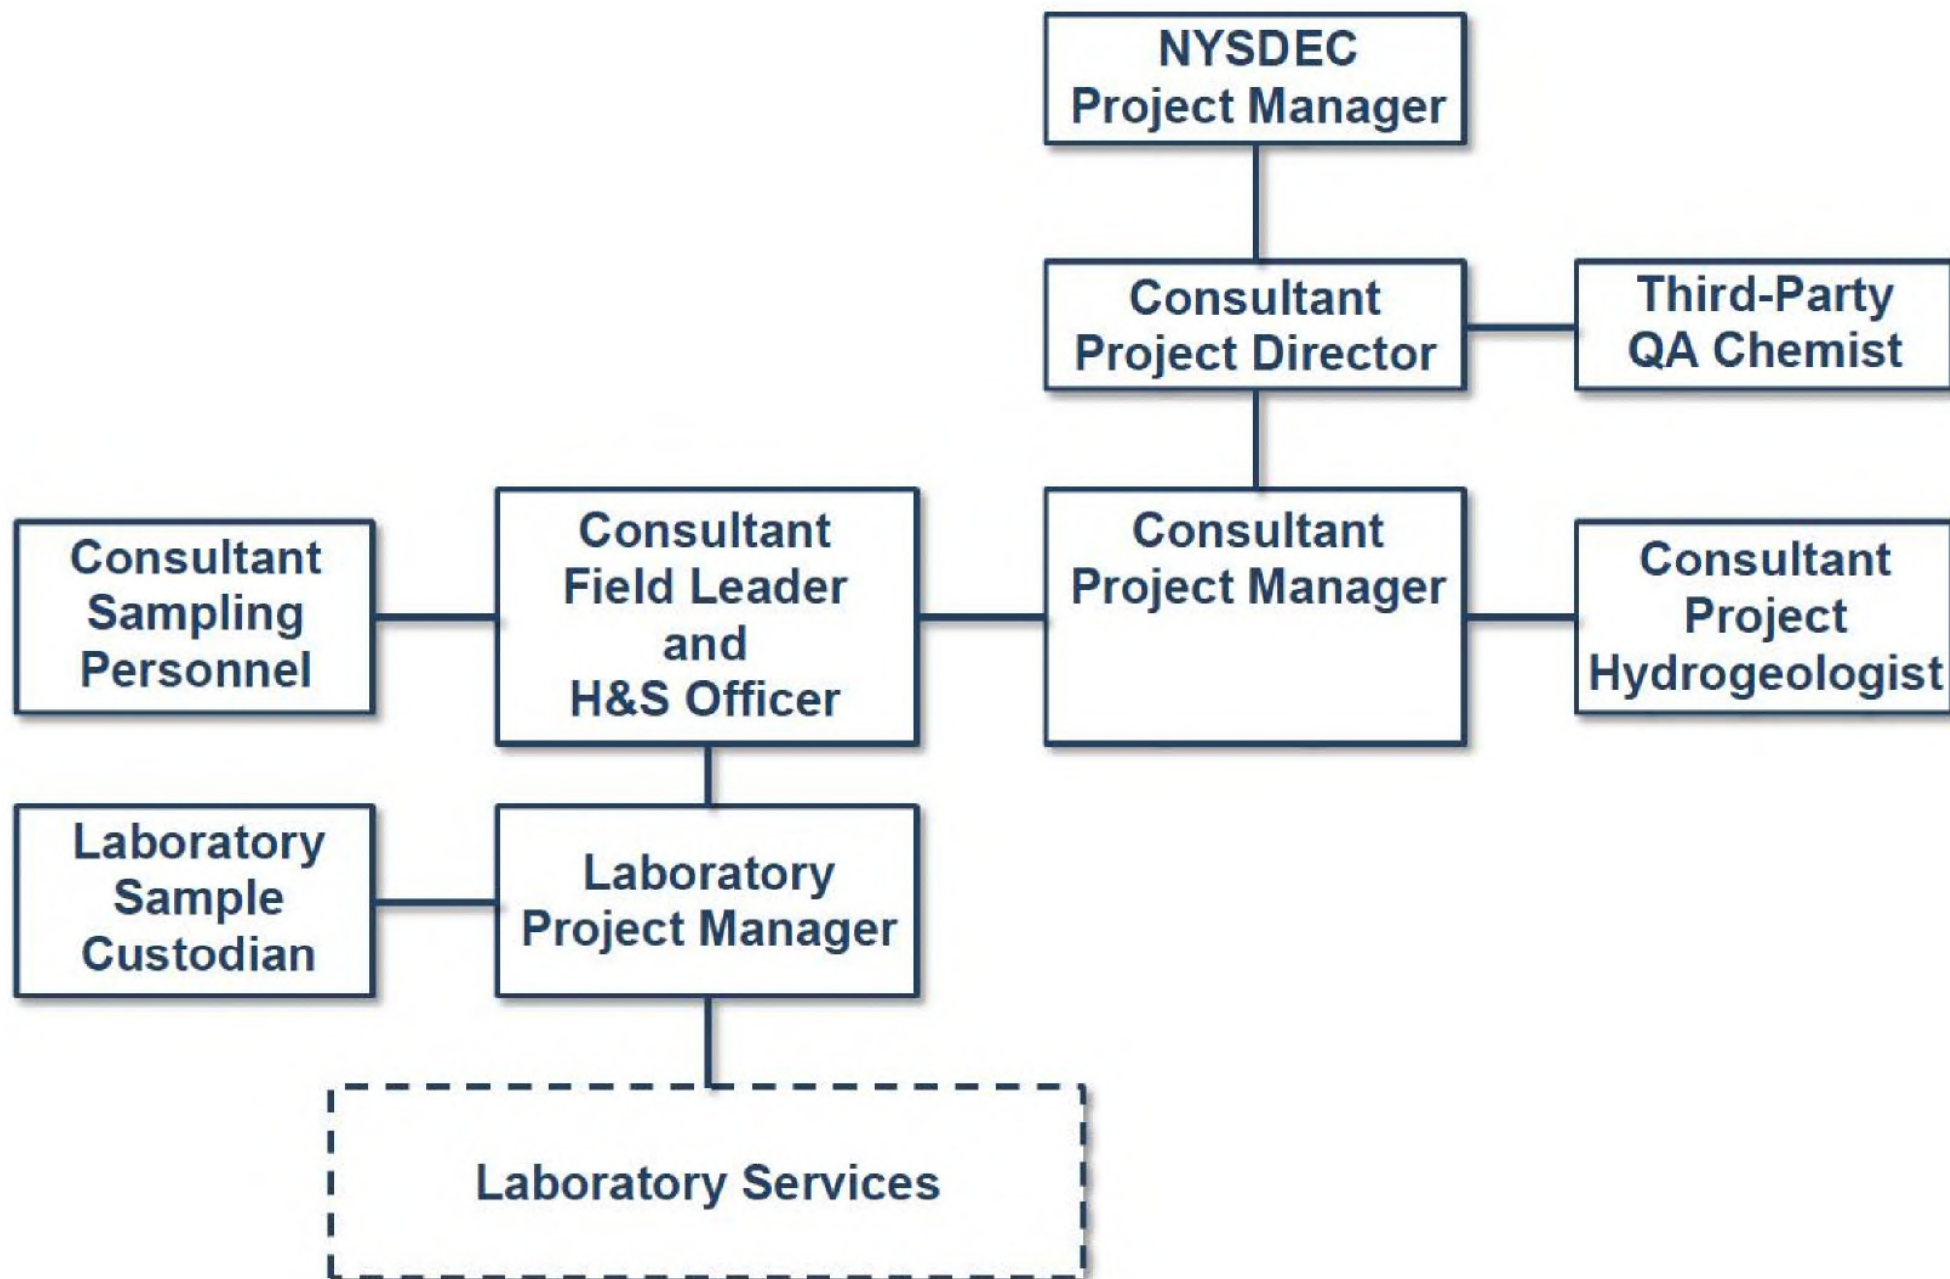 NYSDEC
Project Manager
Consultant
Project Director
Third-Party
QA Chemist
Consultant
Sampling
Personnel
Consultant
Field Leader
and
H&S Officer
Consultant
Project Manager
Consultant
Project
Hydrogeologist
Laboratory
Sample
Custodian
Laboratory
Project Manager
Laboratory Services